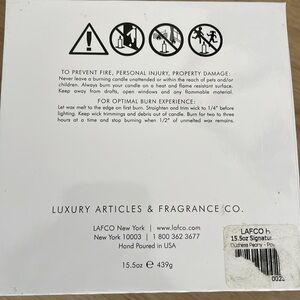 TO PREVENT FIRE, PERSONAL INJURY, PROPERTY DAMAGE:
Never leave a burning candle unattended or within the reach of pets and/or
children. Always burn your candle on a heat and flame resistant surface.
Keep away from drafts, open windows and any flammable material.
FOR OPTIMAL BURN EXPERIENCE:
Let wax melt to the edge on first burn. Straighten and trim wick to 1/4" before
lighting. Keep wick trimmings and debris out of candle. Burn for two to three
hours at a time and stop burning when 1/2" of unmelted wax remains.
LUXURY ARTICLES & FRAGRANCE CO.
LAFCO New York | www.lafco.com
New York 10003 | 1 800 362 3677
Hand Poured in USA
15.5oz ℮ 439g
LAFCO H
15.5oz Signatur
Duchess Peony - Po
002